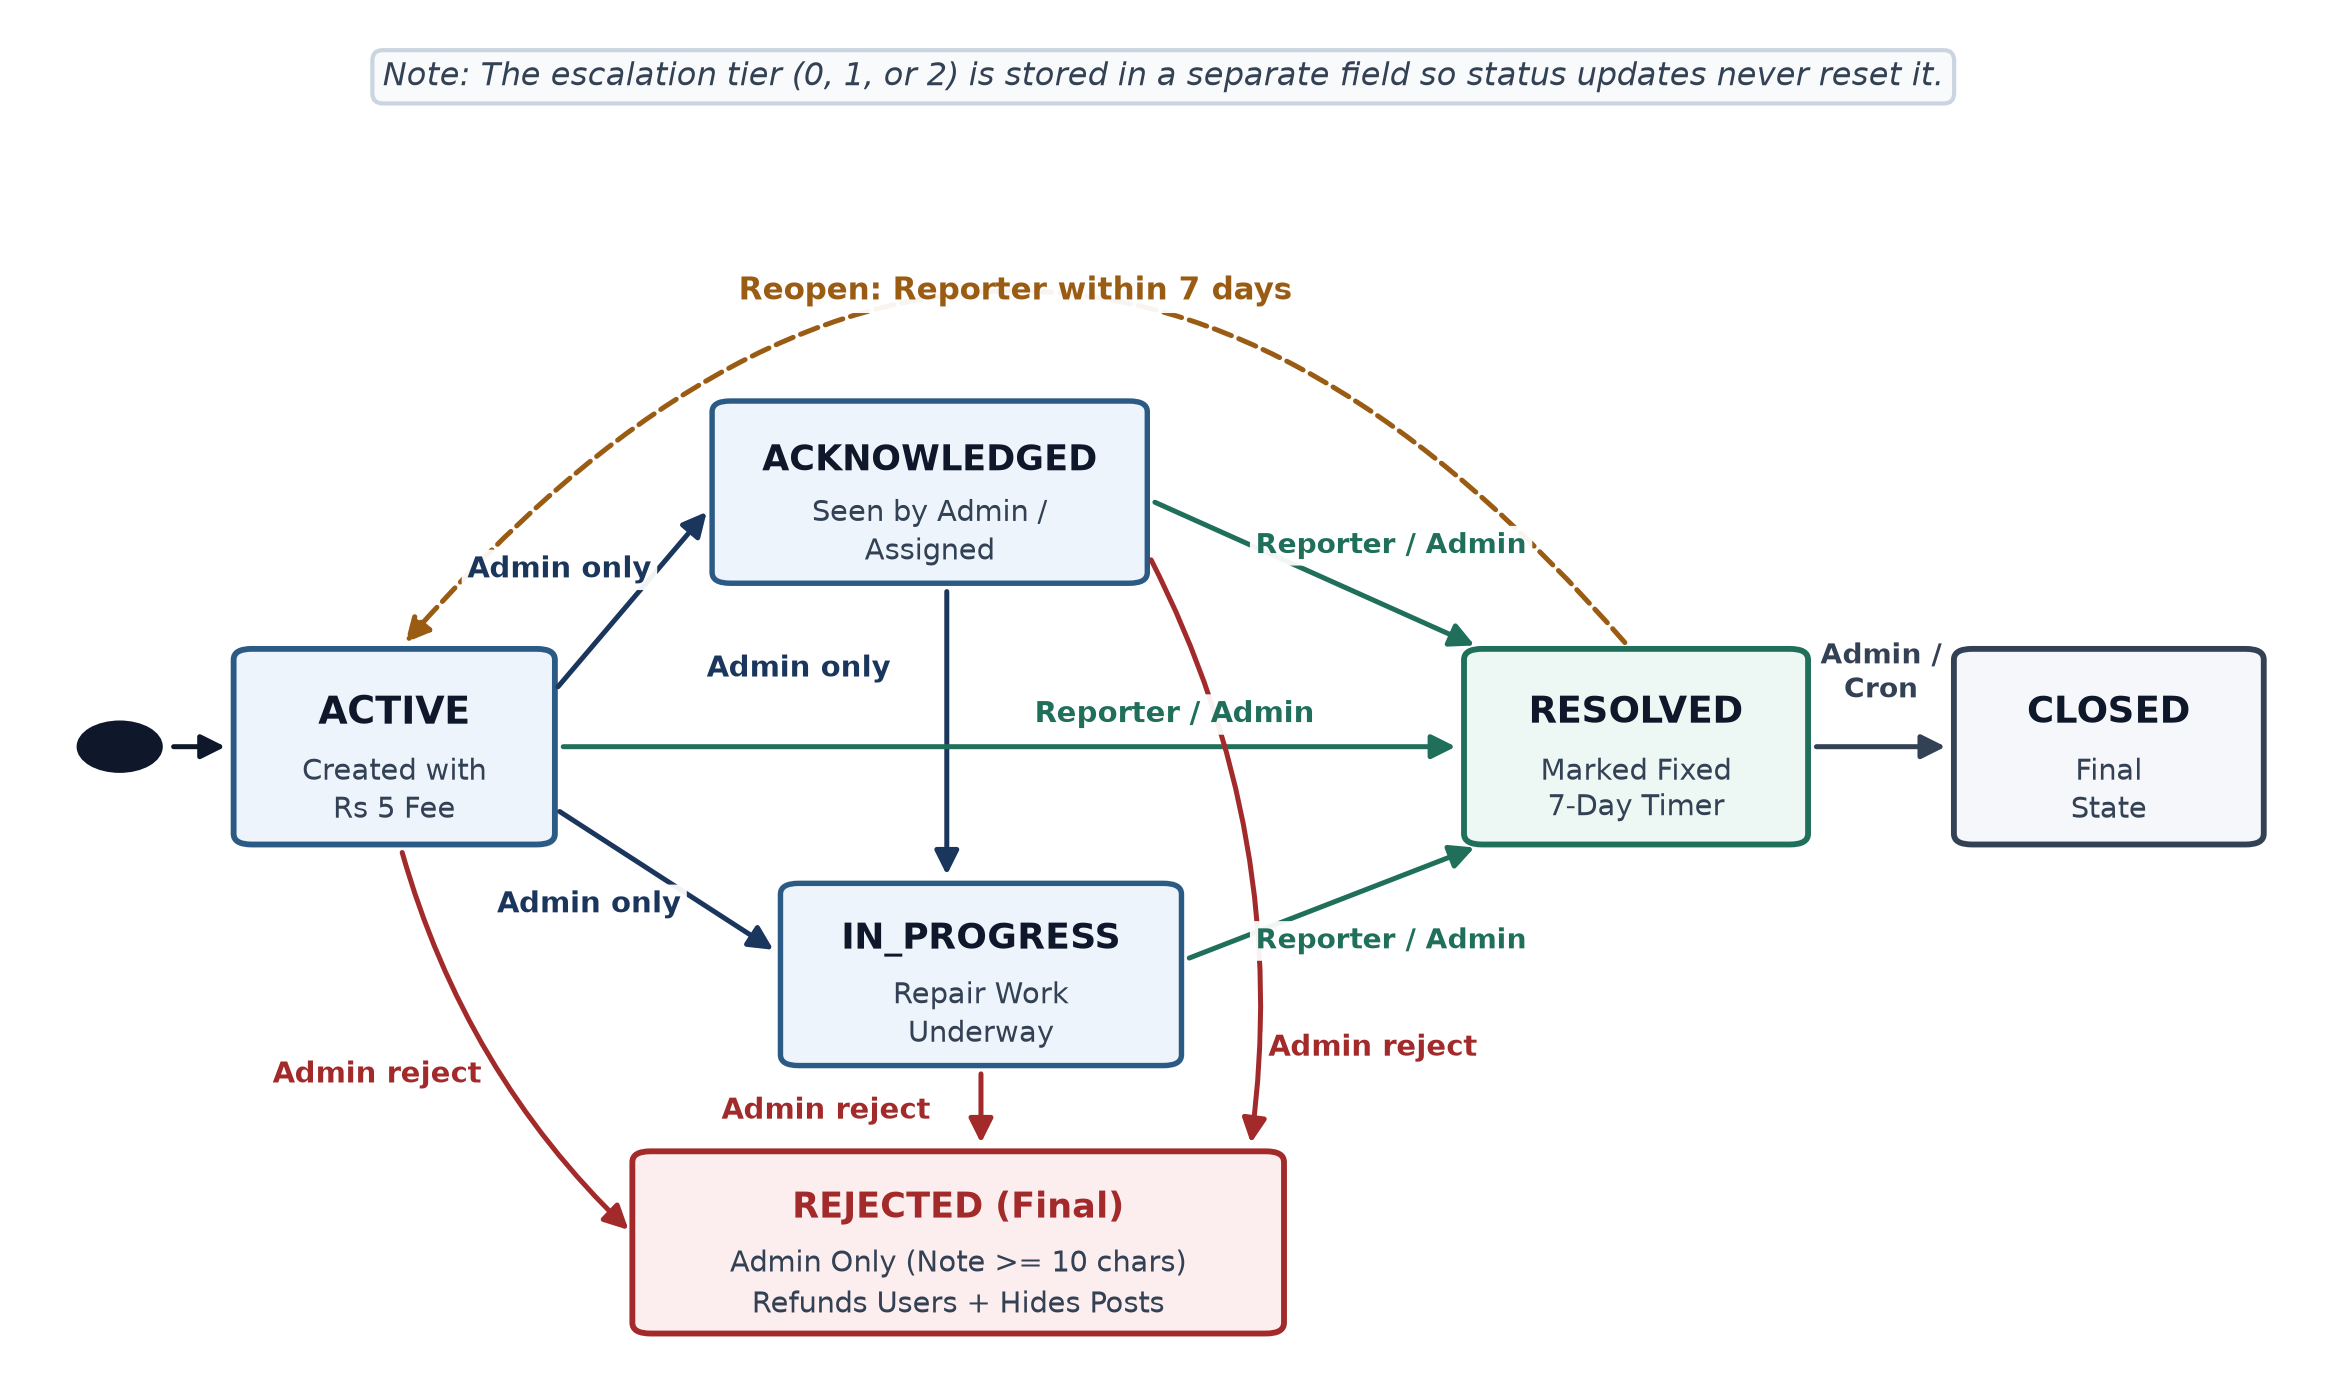 Note: The escalation tier (0, 1, or 2) is stored in a separate field so status updates never reset it.
Reopen: Reporter within 7 days
ACKNOWLEDGED
Seen by Admin /
Assigned
Admin only
Reporter / Admin
Admin only
ACTIVE
Created with
Rs 5 Fee
Reporter / Admin
RESOLVED
Marked Fixed
7-Day Timer
Admin /
Cron
CLOSED
Final
State
Admin only
IN_PROGRESS
Repair Work
Underway
Reporter / Admin
Admin reject
Admin reject
Admin reject
REJECTED (Final)
Admin Only (Note >= 10 chars)
Refunds Users + Hides Posts